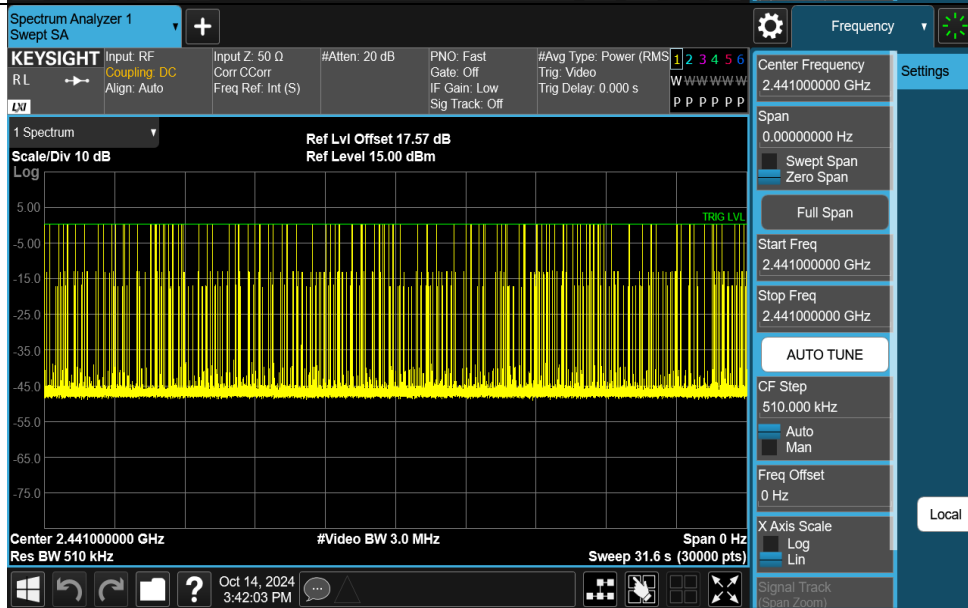 Spectrum Analyzer 1
Swept SA
+
Frequency
KEYSIGHT
RL
LXI
Input: RF
Coupling: DC
Align: Auto
Input Z: 50 Ω
Corr CCorr
Freq Ref: Int (S)
#Atten: 20 dB
PNO: Fast
Gate: Off
IF Gain: Low
Sig Track: Off
#Avg Type: Power (RMS
Trig: Video
Trig Delay: 0.000 s
1 2 3 4 5 6
W W W W W W
P P P P P P
1 Spectrum
Scale/Div 10 dB
Log
Ref Lvl Offset 17.57 dB
Ref Level 15.00 dBm
TRIG LVL
5.00
-5.00
-15.0
-25.0
-35.0
-45.0
-55.0
-65.0
-75.0
Center 2.441000000 GHz
#Video BW 3.0 MHz
Span 0 Hz
Res BW 510 kHz
Sweep 31.6 s (30000 pts)
?
Oct 14, 2024
3:42:03 PM
Center Frequency
2.441000000 GHz
Span
0.00000000 Hz
Swept Span
Zero Span
Full Span
Start Freq
2.441000000 GHz
Stop Freq
2.441000000 GHz
AUTO TUNE
CF Step
510.000 kHz
Auto
Man
Freq Offset
0 Hz
X Axis Scale
Log
Lin
Signal Track
(Span Zoom)
Settings
Local